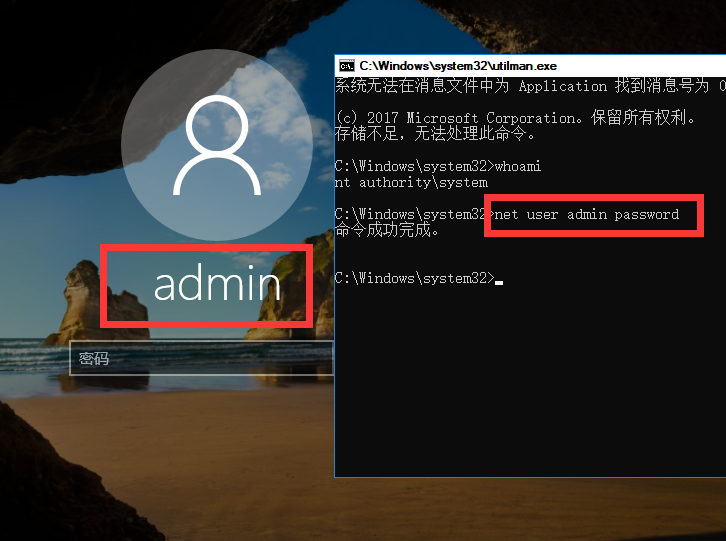 admin
密码
C:\Windows\system32\utilman.exe
系统无法在消息文件中为 Application 找到消息号为
(c) 2017 Microsoft Corporation。保留所有权利。
存储不足，无法处理此命令。
C:\Windows\system32>whoami
nt authority\system
C:\Windows\system32>net user admin password
命令成功完成。
C:\Windows\system32>